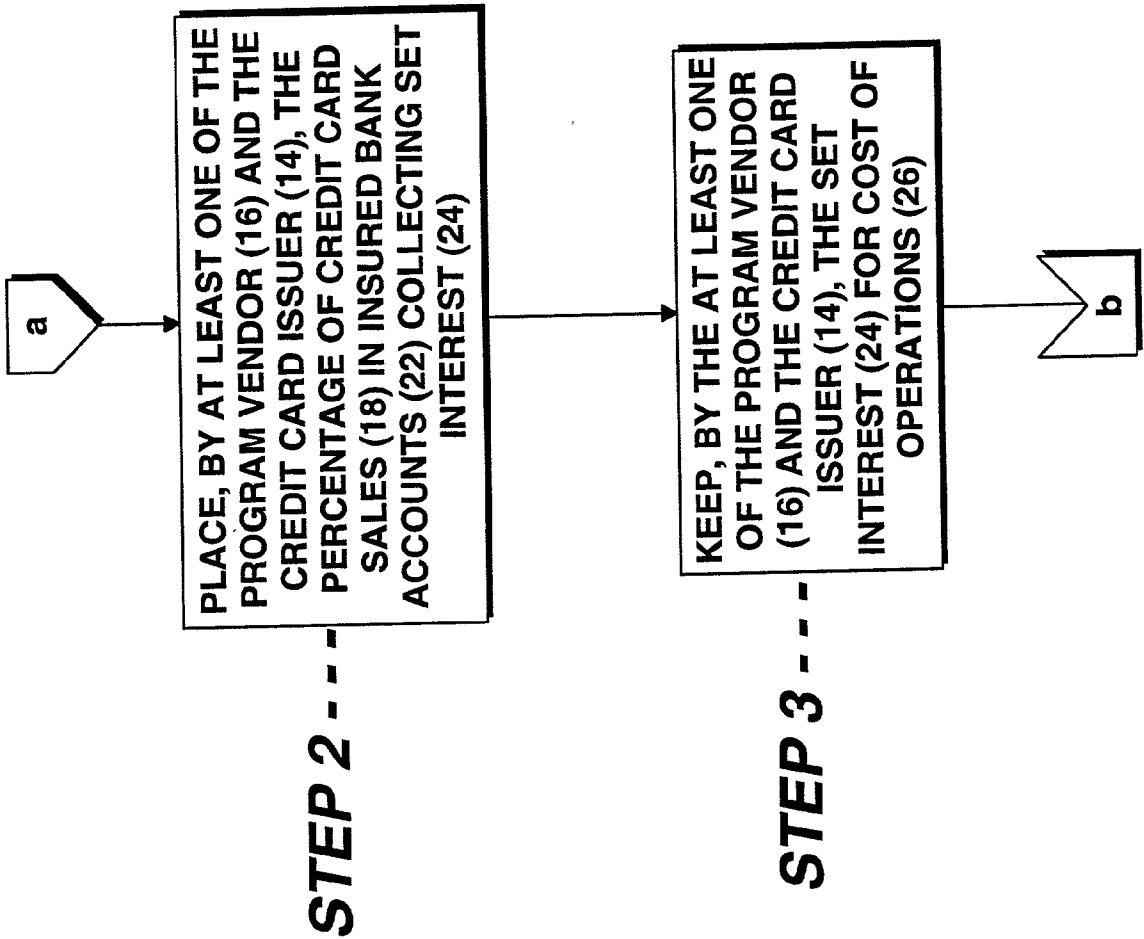 a
STEP 2 - - -
PLACE, BY AT LEAST ONE OF THE
PROGRAM VENDOR (16) AND THE
CREDIT CARD ISSUER (14), THE
PERCENTAGE OF CREDIT CARD
SALES (18) IN INSURED BANK
ACCOUNTS (22) COLLECTING SET
INTEREST (24)
STEP 3 - - -
KEEP, BY THE AT LEAST ONE
OF THE PROGRAM VENDOR
(16) AND THE CREDIT CARD
ISSUER (14), THE SET
INTEREST (24) FOR COST OF
OPERATIONS (26)
b